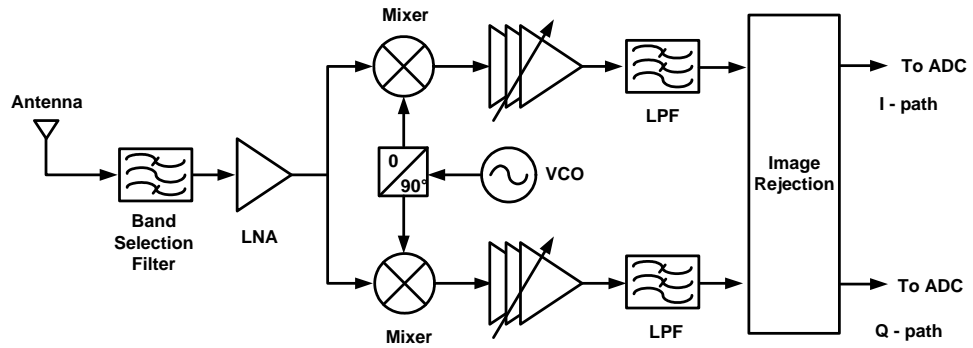 Mixer
To ADC
Antenna
LPF
I - path
0
90°
VCO
Image
Rejection
Band
Selection
Filter
LNA
To ADC
Mixer
LPF
Q - path